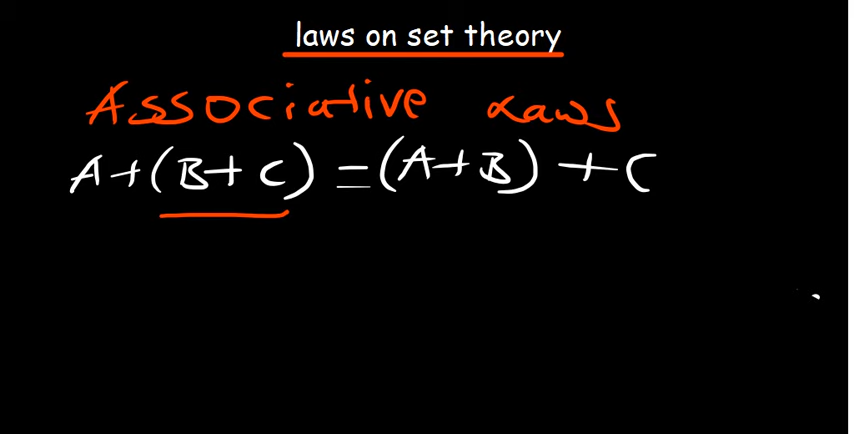 laws on set theory
Associative Laws
A+(B+C)=(A+B)+C